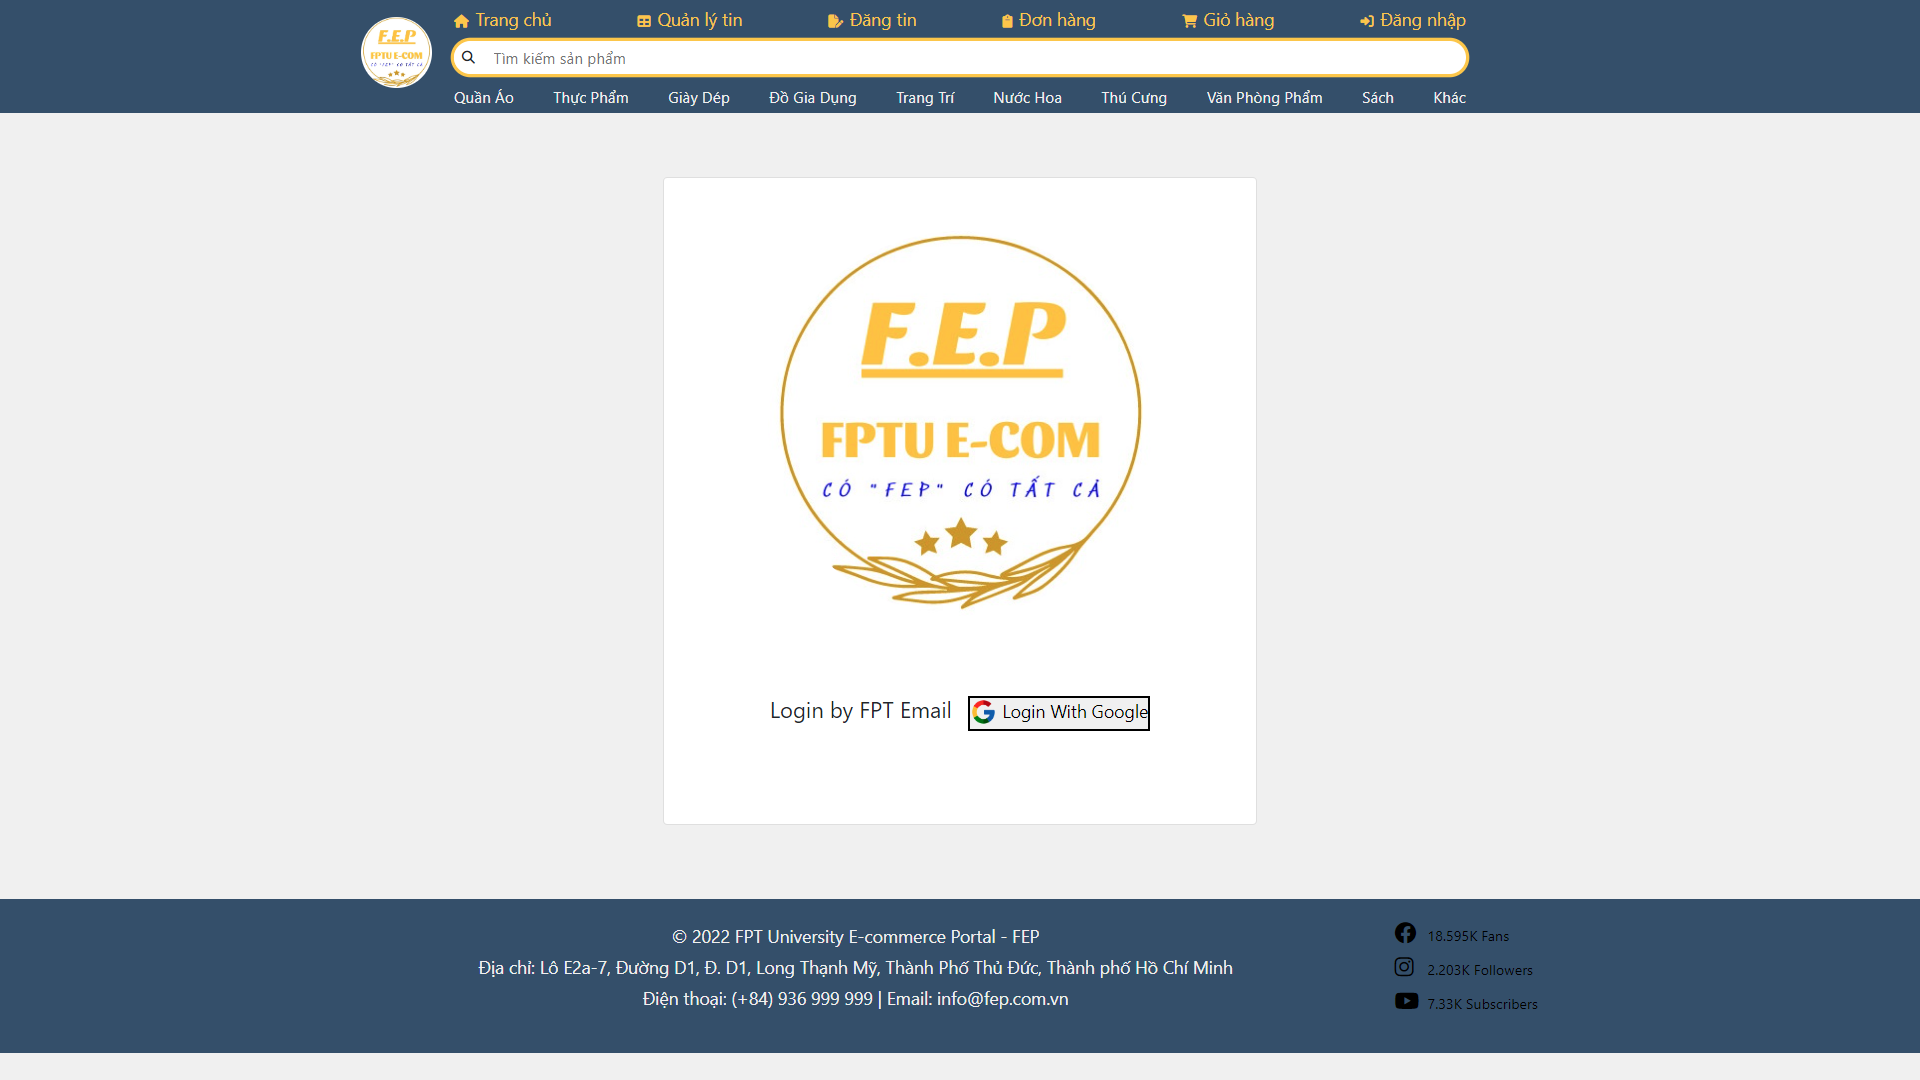 Trang chủ Quản lý tin Đăng tin Đơn hàng Giỏ hàng Đăng nhập
F.E.P
FPTU E-COM
Tìm kiếm sản phẩm
Quần Áo Thực Phẩm Giày Dép Đồ Gia Dụng Trang Trí Nước Hoa Thú Cưng Văn Phòng Phẩm Sách Khác
F.E.P
FPTU E-COM
CÓ "FEP" CÓ TẤT CẢ
Login by FPT Email Login With Google
© 2022 FPT University E-commerce Portal - FEP
Địa chỉ: Lô E2a-7, Đường D1, Đ. D1, Long Thạnh Mỹ, Thành Phố Thủ Đức, Thành phố Hồ Chí Minh
Điện thoại: (+84) 936 999 999 | Email: info@fep.com.vn
18.595K Fans
2.203K Followers
7.33K Subscribers